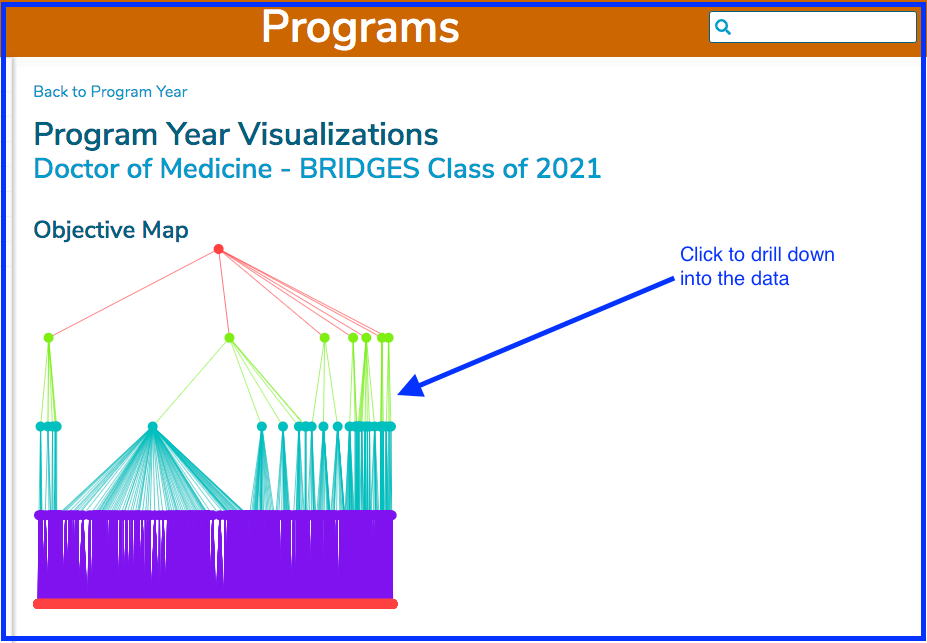 Programs
Back to Program Year
Program Year Visualizations
Doctor of Medicine - BRIDGES Class of 2021
Objective Map
Click to drill down
into the data